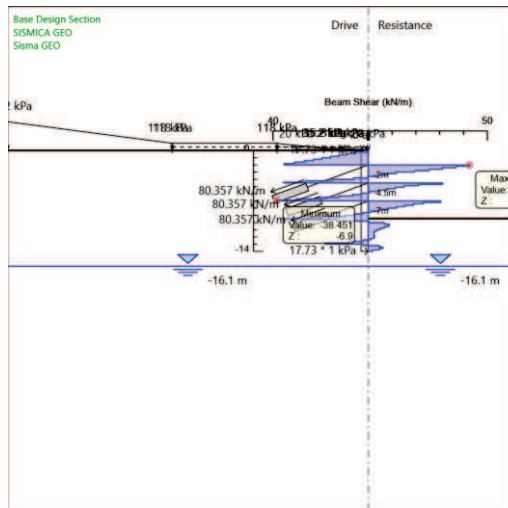 Base Design Section
SISMICA GEO
Sisma GEO
Drive
Resistance
Beam Shear (kN/m)
40
50
2 kPa
118 kPa
0
-2m
-4.5m
-7m
80.357 kN/m
80.357 kN/m
80.357 kN/m
Minimum
Value: -38.451
Z : -6.9
Max
Value:
Z :
-14
17.73 * 1 kPa
-16.1 m
-16.1 m